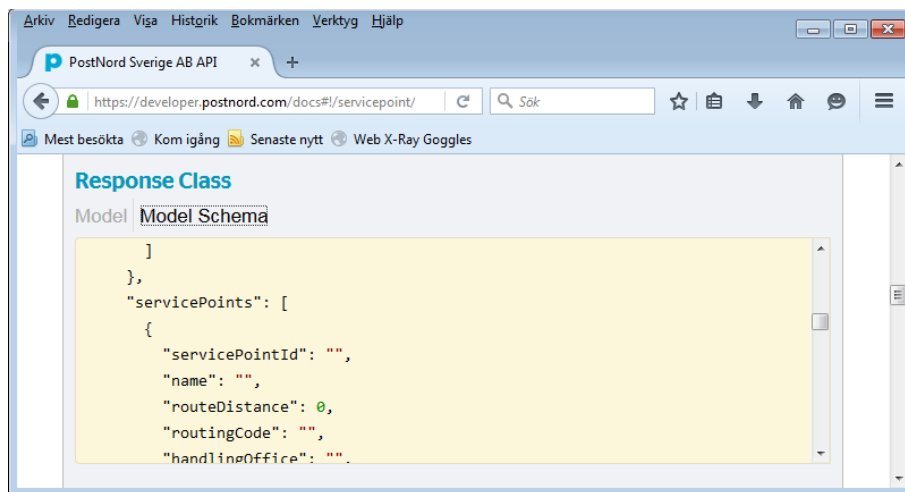 Arkiv Redigera Visa Historik Bokmärken Verktyg Hjälp
PostNord Sverige AB API × +
https://developer.postnord.com/docs#!/servicepoint/ Sök
Mest besökta Kom igång Senaste nytt Web X-Ray Goggles
Response Class
Model Model Schema
]
},
"servicePoints": [
{
"servicePointId": "",
"name": "",
"routeDistance": 0,
"routingCode": "",
"handlingOffice": "",